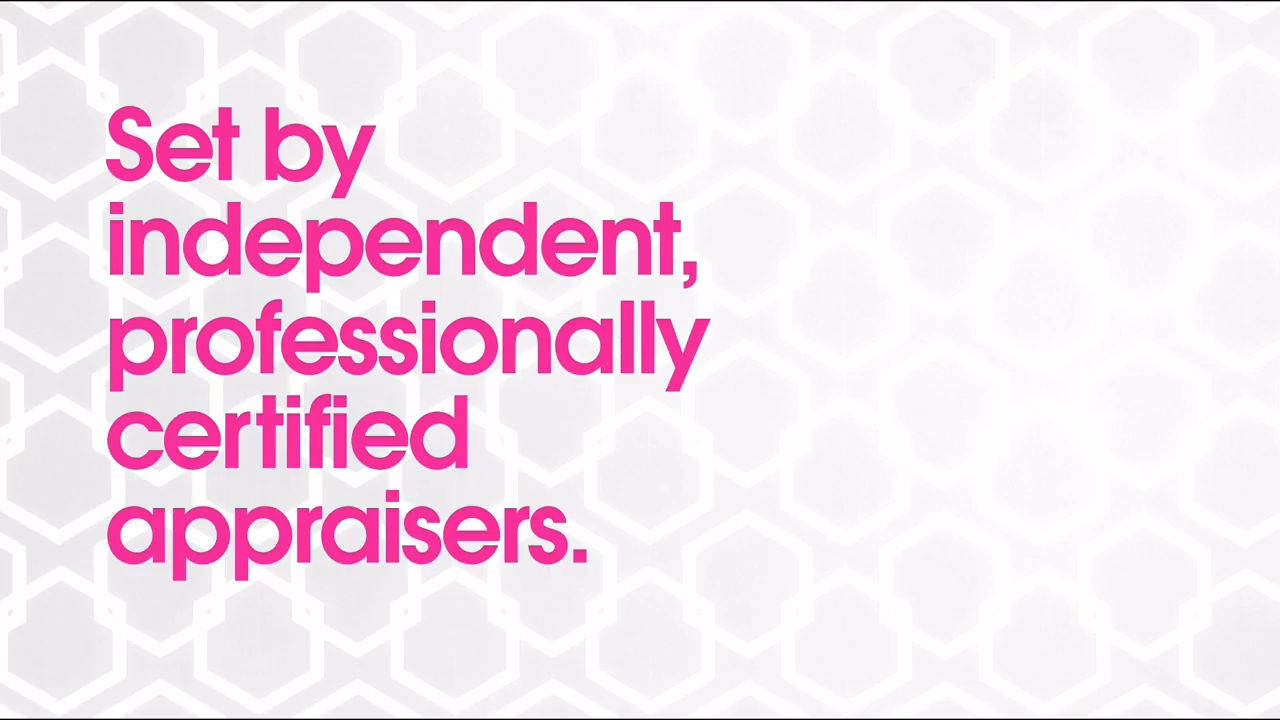 Set by
independent,
professionally
certified
appraisers.